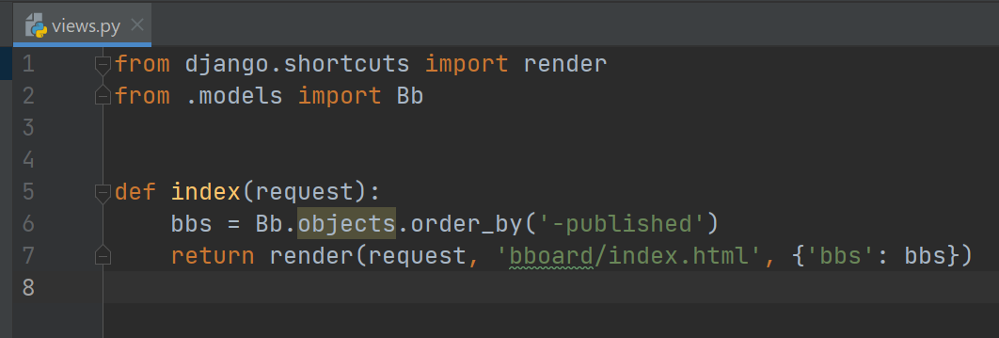 views.py
1 from django.shortcuts import render
2 from .models import Bb
3
4
5 def index(request):
6     bbs = Bb.objects.order_by('-published')
7     return render(request, 'bboard/index.html', {'bbs': bbs})
8